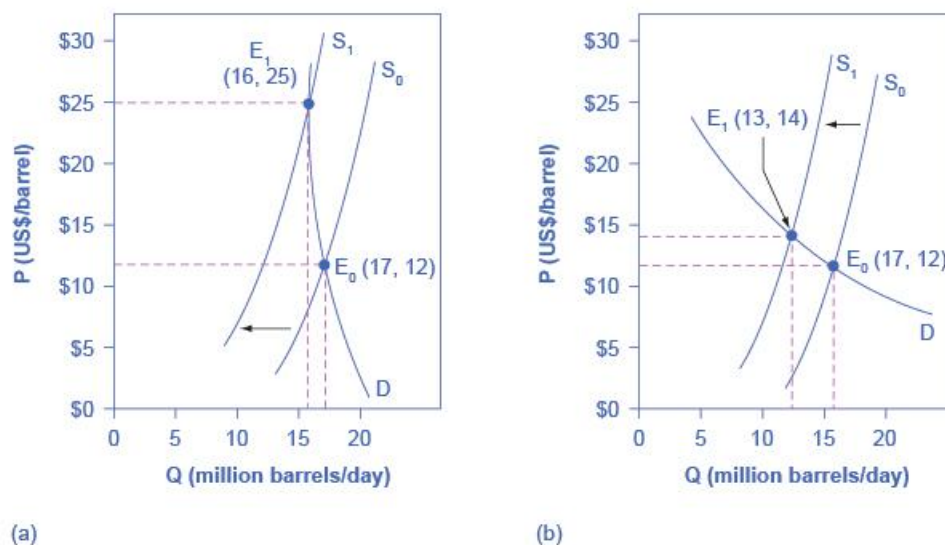 $30
$25
$20
$15
$10
$5
$0
P (US$/barrel)
E1
(16, 25)
S1
S0
E0 (17, 12)
D
0 5 10 15 20
Q (million barrels/day)
(a)
$30
$25
$20
$15
$10
$5
$0
P (US$/barrel)
S1
S0
E1 (13, 14)
E0 (17, 12)
D
0 5 10 15 20
Q (million barrels/day)
(b)